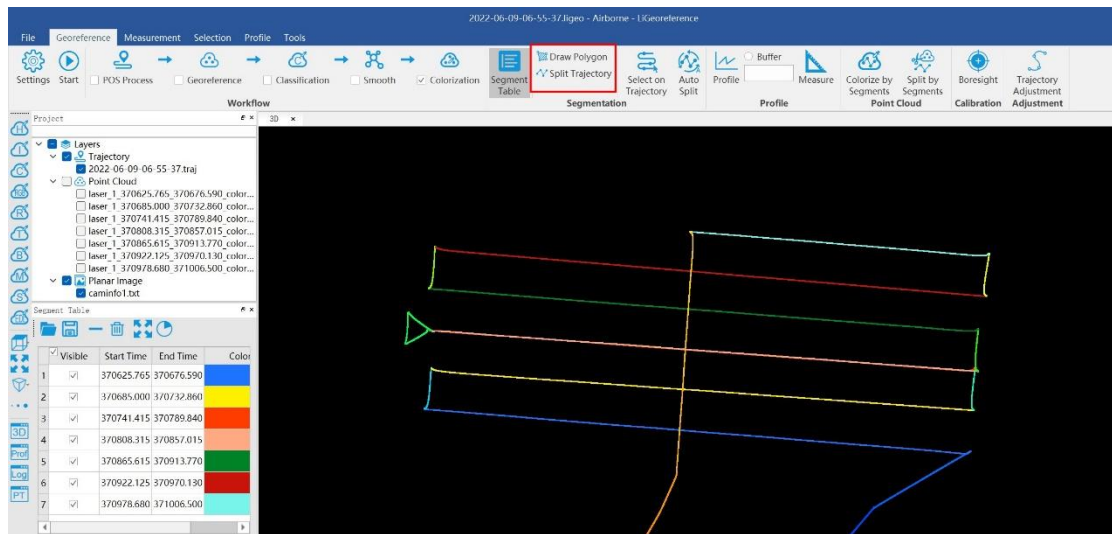 2022-06-09-06-55-37.ligeo - Airborne - LiGeoreference
File Georeference Measurement Selection Profile Tools
Settings Start POS Process Georeference Classification Smooth Colorization
Workflow
Segment Table Draw Polygon Split Trajectory Select on Trajectory Auto Split
Segmentation
Profile Buffer Measure
Profile
Colorize by Segments Split by Segments
Point Cloud
Boresight
Calibration
Trajectory Adjustment
Adjustment
Project
3D
Layers
Trajectory
2022-06-09-06-55-37.traj
Point Cloud
laser_1_370625.765_370676.590_color...
laser_1_370685.000_370732.860_color...
laser_1_370741.415_370789.840_color...
laser_1_370808.315_370857.015_color...
laser_1_370865.615_370913.770_color...
laser_1_370922.125_370970.130_color...
laser_1_370978.680_371006.500_color...
Planar Image
caminfo1.txt
Segment Table
Visible Start Time End Time Color
1 370625.765 370676.590
2 370685.000 370732.860
3 370741.415 370789.840
4 370808.315 370857.015
5 370865.615 370913.770
6 370922.125 370970.130
7 370978.680 371006.500
H
I
C
R
T
B
M
S
3D
Prof
Log
PT